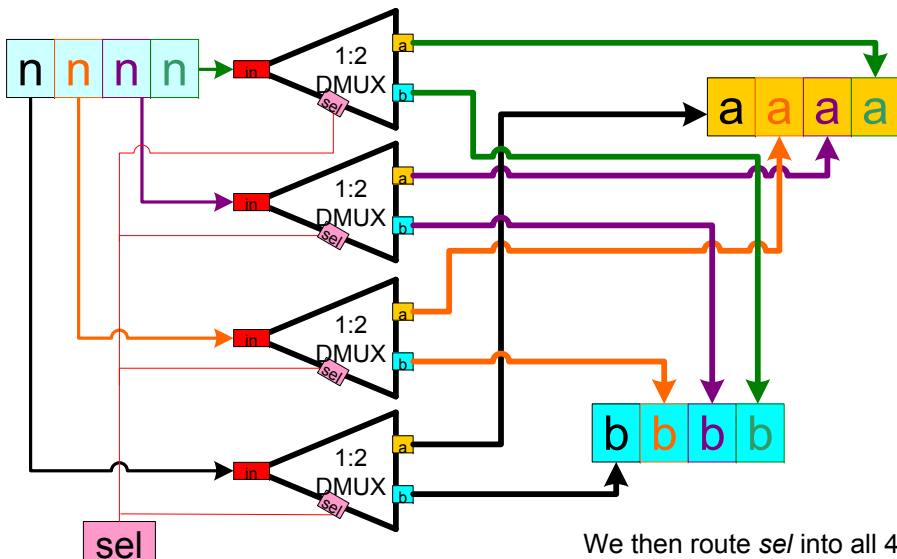 n n n n
in
1:2
DMUX
sel
a
b
a a a a
in
1:2
DMUX
sel
a
b
in
1:2
DMUX
sel
a
b
b b b b
in
1:2
DMUX
sel
a
b
sel
We then route sel into all 4